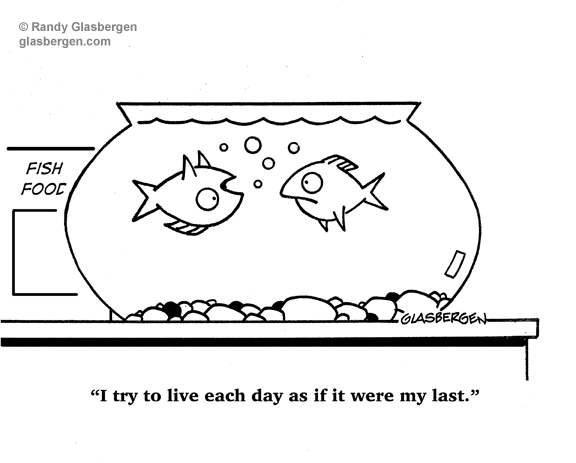 © Randy Glasbergen
glasbergen.com
FISH
FOOD
GLASBERGEN
“I try to live each day as if it were my last.”